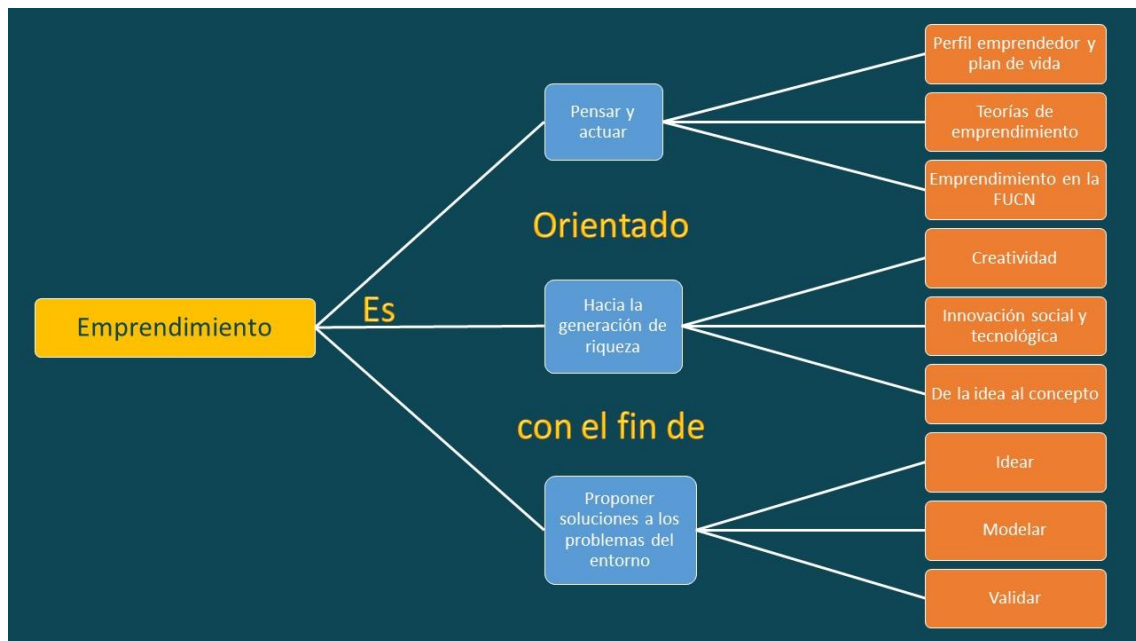 Emprendimiento
Es
Pensar y
actuar
Perfil emprendedor y
plan de vida
Teorías de
emprendimiento
Emprendimiento en la
FUCN
Orientado
Hacia la
generación de
riqueza
Creatividad
Innovación social y
tecnológica
De la idea al concepto
con el fin de
Proponer
soluciones a los
problemas del
entorno
Idear
Modelar
Validar